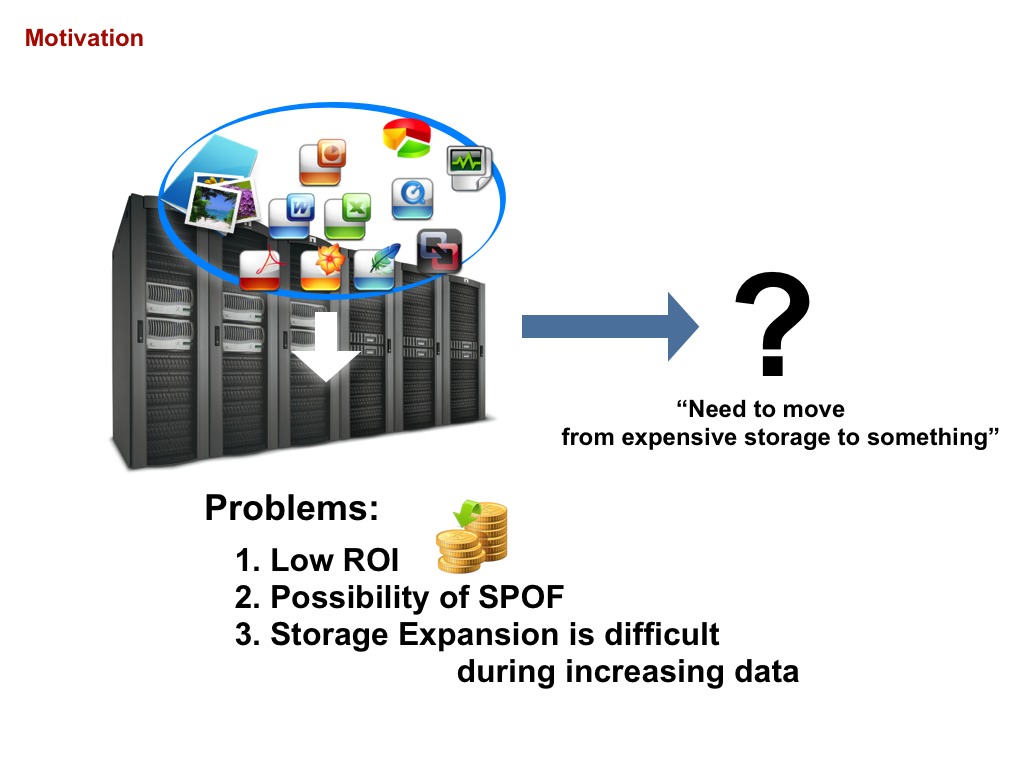 Motivation
“Need to move
from expensive storage to something”
?
Problems:
1. Low ROI
2. Possibility of SPOF
3. Storage Expansion is difficult
during increasing data